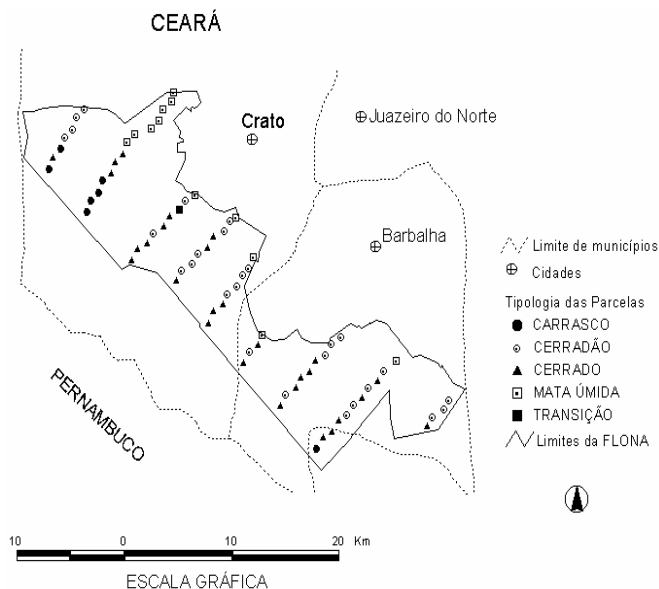 CEARÁ
Crato
Juazeiro do Norte
Barbalha
PERNAMBUCO
Limite de municípios
Cidades
Tipologia das Parcelas
CARRASCO
CERRADÃO
CERRADO
MATA ÚMIDA
TRANSIÇÃO
Limites da FLONA
10 0 10 20 Km
ESCALA GRÁFICA